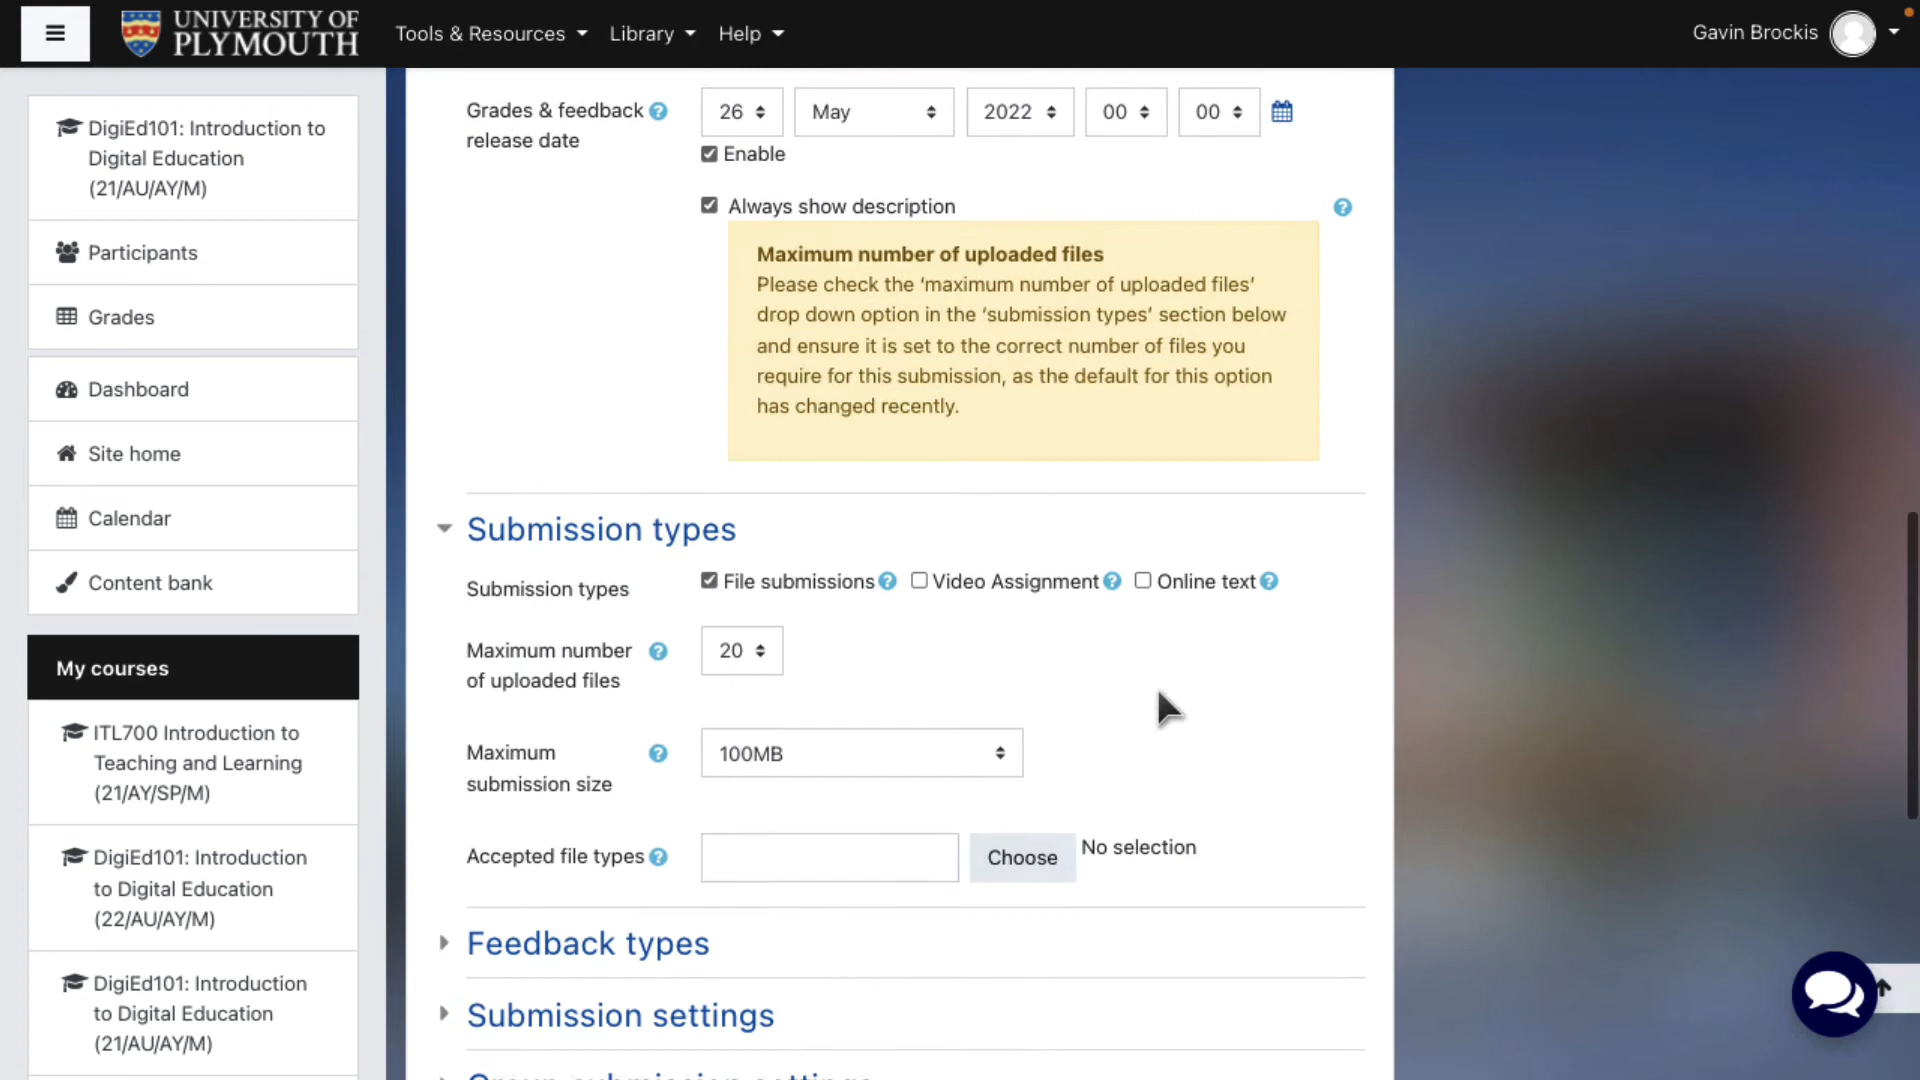 UNIVERSITY OF
PLYMOUTH
Tools & Resources
Library
Help
Gavin Brockis
DigiEd101: Introduction to
Digital Education
(21/AU/AY/M)
Participants
Grades
Dashboard
Site home
Calendar
Content bank
My courses
ITL700 Introduction to
Teaching and Learning
(21/AY/SP/M)
DigiEd101: Introduction
to Digital Education
(22/AU/AY/M)
DigiEd101: Introduction
to Digital Education
(21/AU/AY/M)
Grades & feedback
release date
26 May 2022 00 00
Enable
Always show description
Maximum number of uploaded files
Please check the ‘maximum number of uploaded files’
drop down option in the ‘submission types’ section below
and ensure it is set to the correct number of files you
require for this submission, as the default for this option
has changed recently.
Submission types
Submission types
File submissions Video Assignment Online text
Maximum number
of uploaded files
20
Maximum
submission size
100MB
Accepted file types
Choose
No selection
Feedback types
Submission settings
Group submission settings